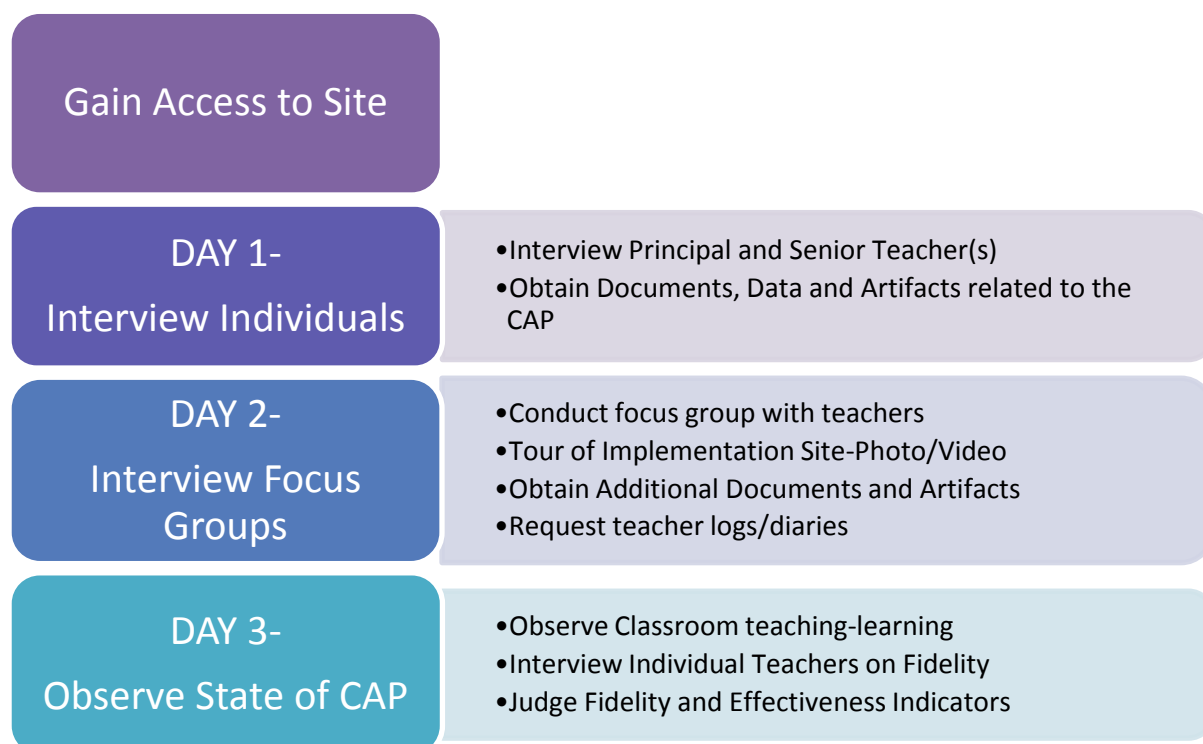 Gain Access to Site
DAY 1-
Interview Individuals
•Interview Principal and Senior Teacher(s)
•Obtain Documents, Data and Artifacts related to the
CAP
DAY 2-
Interview Focus
Groups
•Conduct focus group with teachers
•Tour of Implementation Site-Photo/Video
•Obtain Additional Documents and Artifacts
•Request teacher logs/diaries
DAY 3-
Observe State of CAP
•Observe Classroom teaching-learning
•Interview Individual Teachers on Fidelity
•Judge Fidelity and Effectiveness Indicators